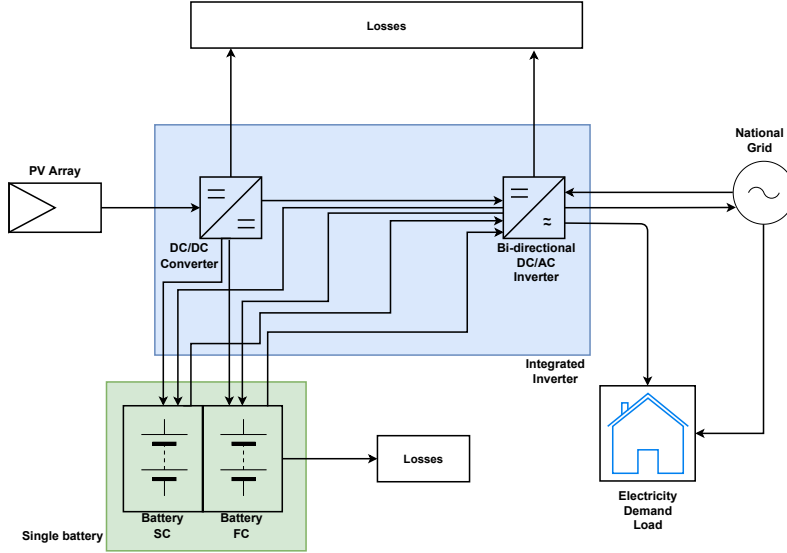 Losses
National
Grid
PV Array
DC/DC
Converter
Bi-directional
DC/AC
Inverter
≈
Integrated
Inverter
Losses
Battery
SC
Battery
FC
Single battery
Electricity
Demand
Load